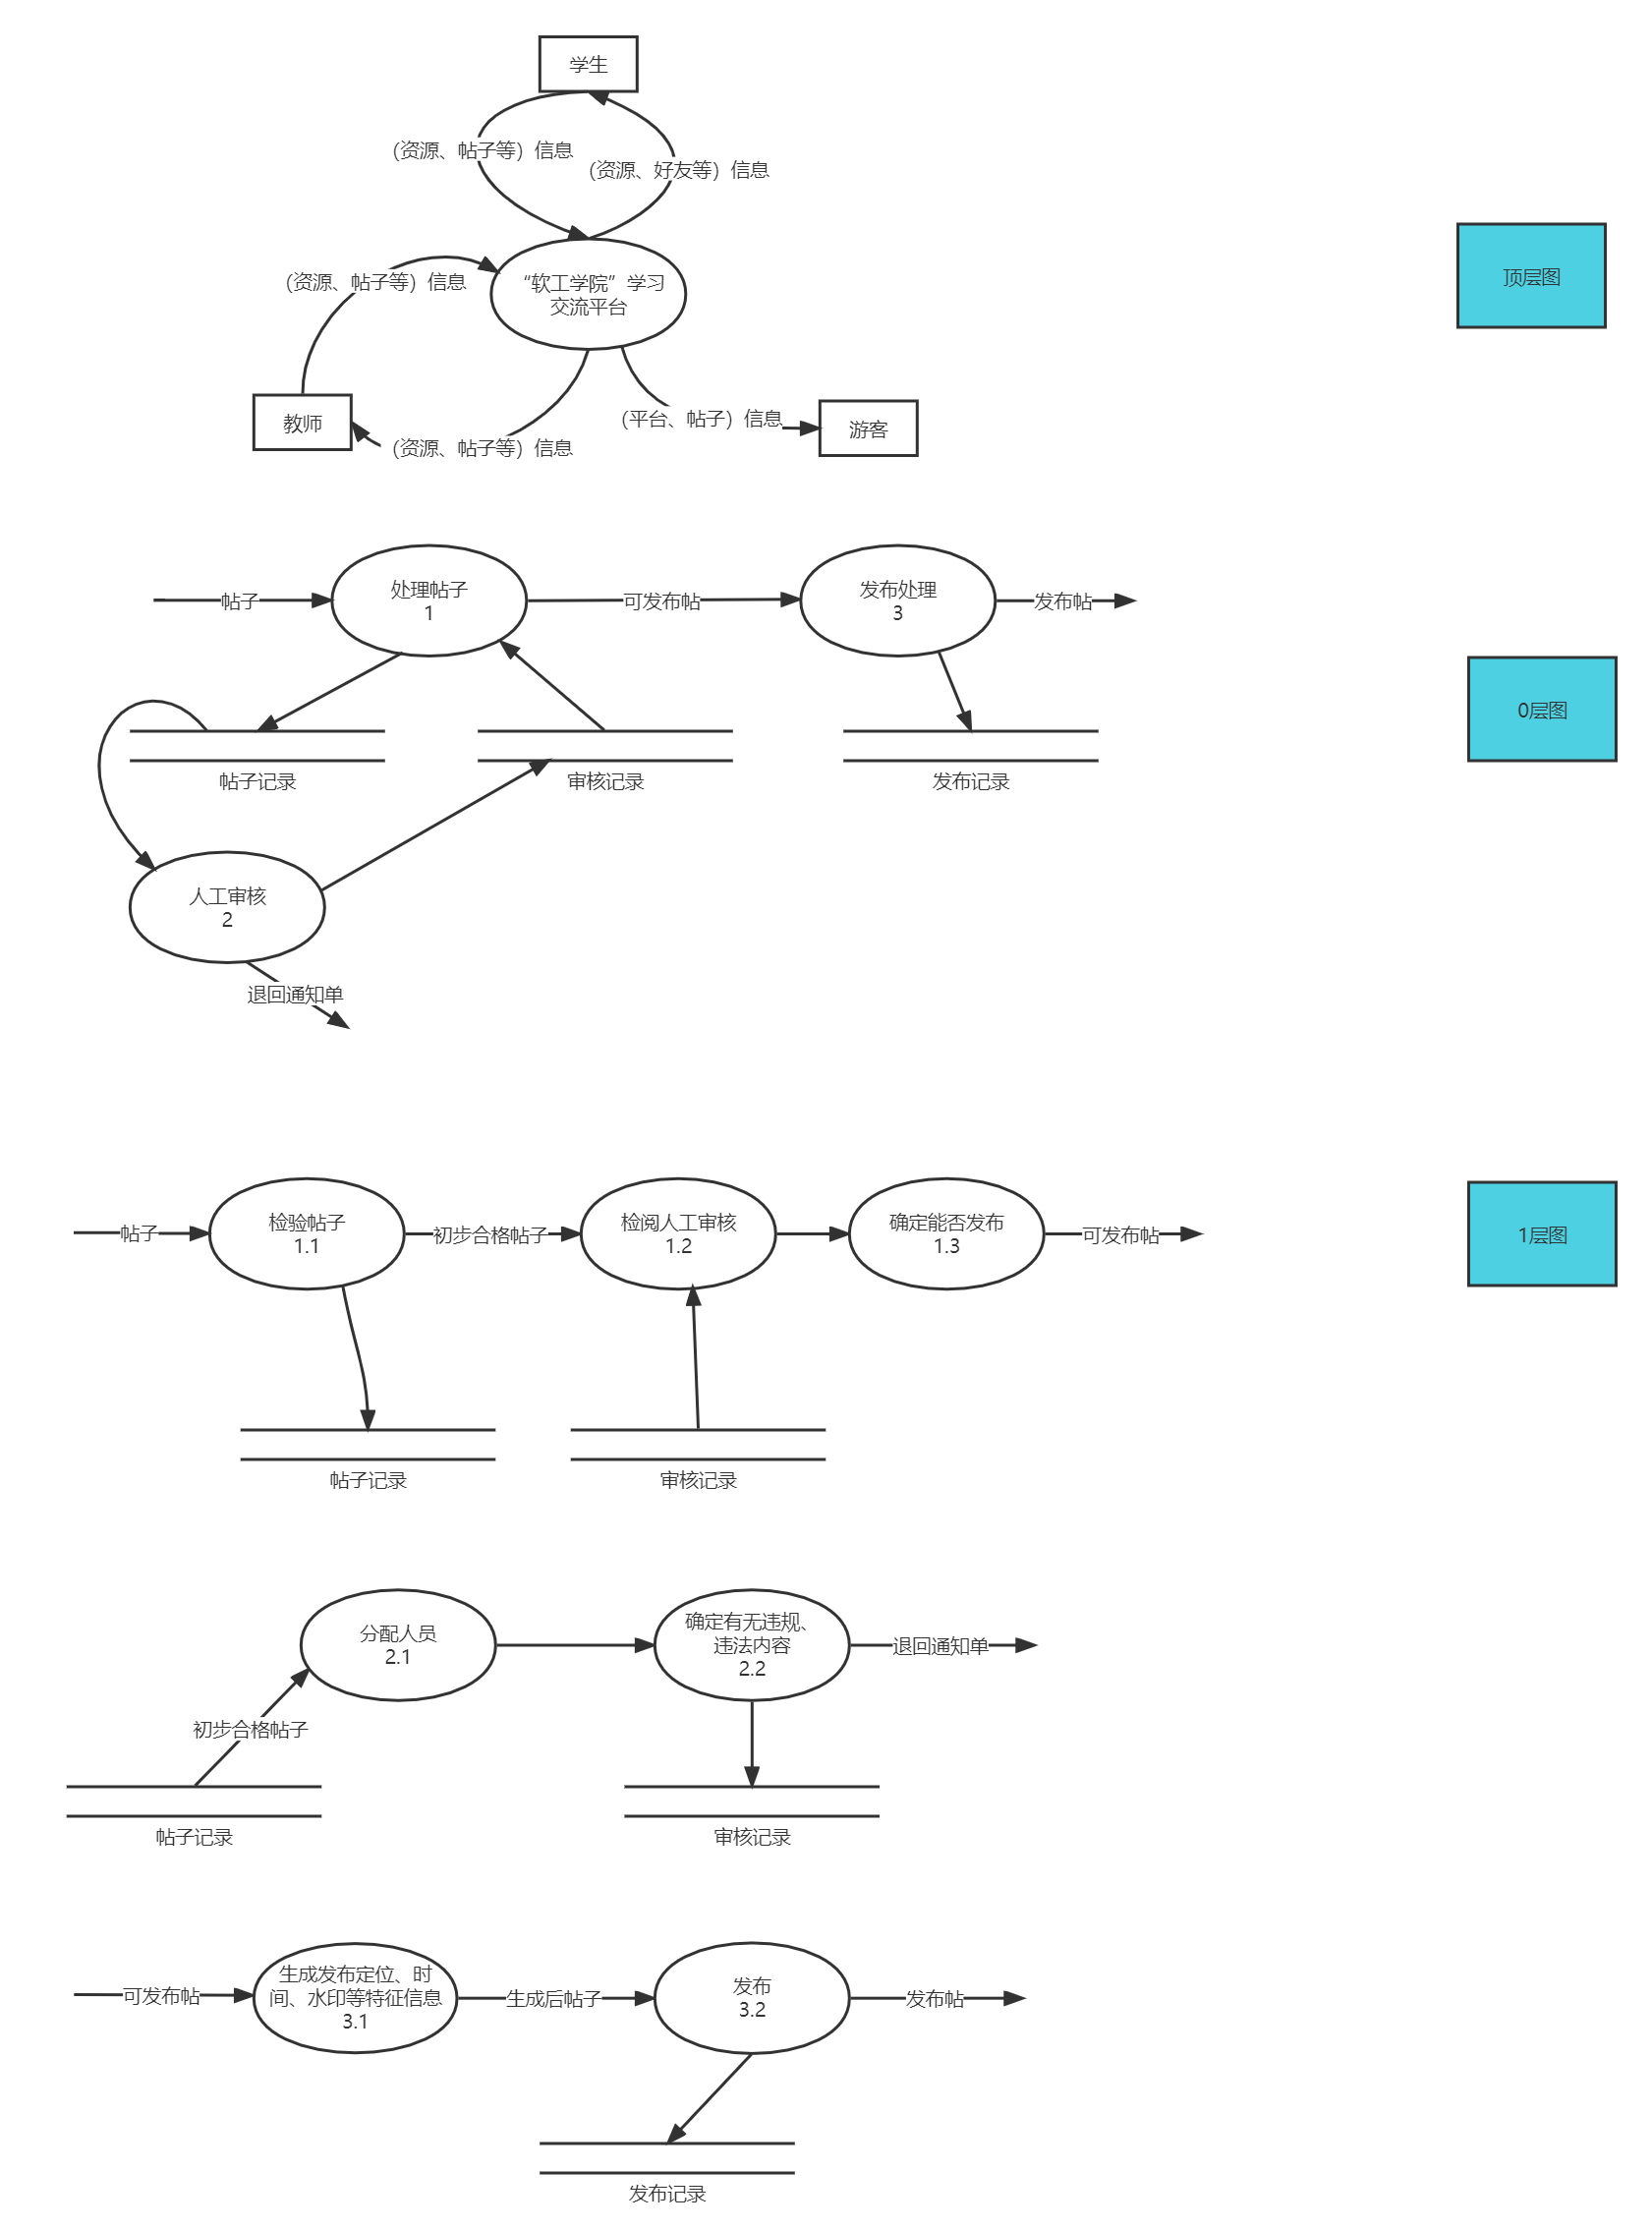 学生
（资源、帖子等）信息
（资源、好友等）信息
（资源、帖子等）信息
“软工学院”学习
交流平台
顶层图
教师
（资源、帖子等）信息
（平台、帖子）信息
游客
帖子
处理帖子
1
可发布帖
发布处理
3
发布帖
0层图
帖子记录
审核记录
发布记录
人工审核
2
退回通知单
帖子
检验帖子
1.1
初步合格帖子
检阅人工审核
1.2
确定能否发布
1.3
可发布帖
1层图
帖子记录
审核记录
分配人员
2.1
确定有无违规、
违法内容
2.2
退回通知单
初步合格帖子
帖子记录
审核记录
可发布帖
生成发布定位、时
间、水印等特征信息
3.1
生成后帖子
发布
3.2
发布帖
发布记录